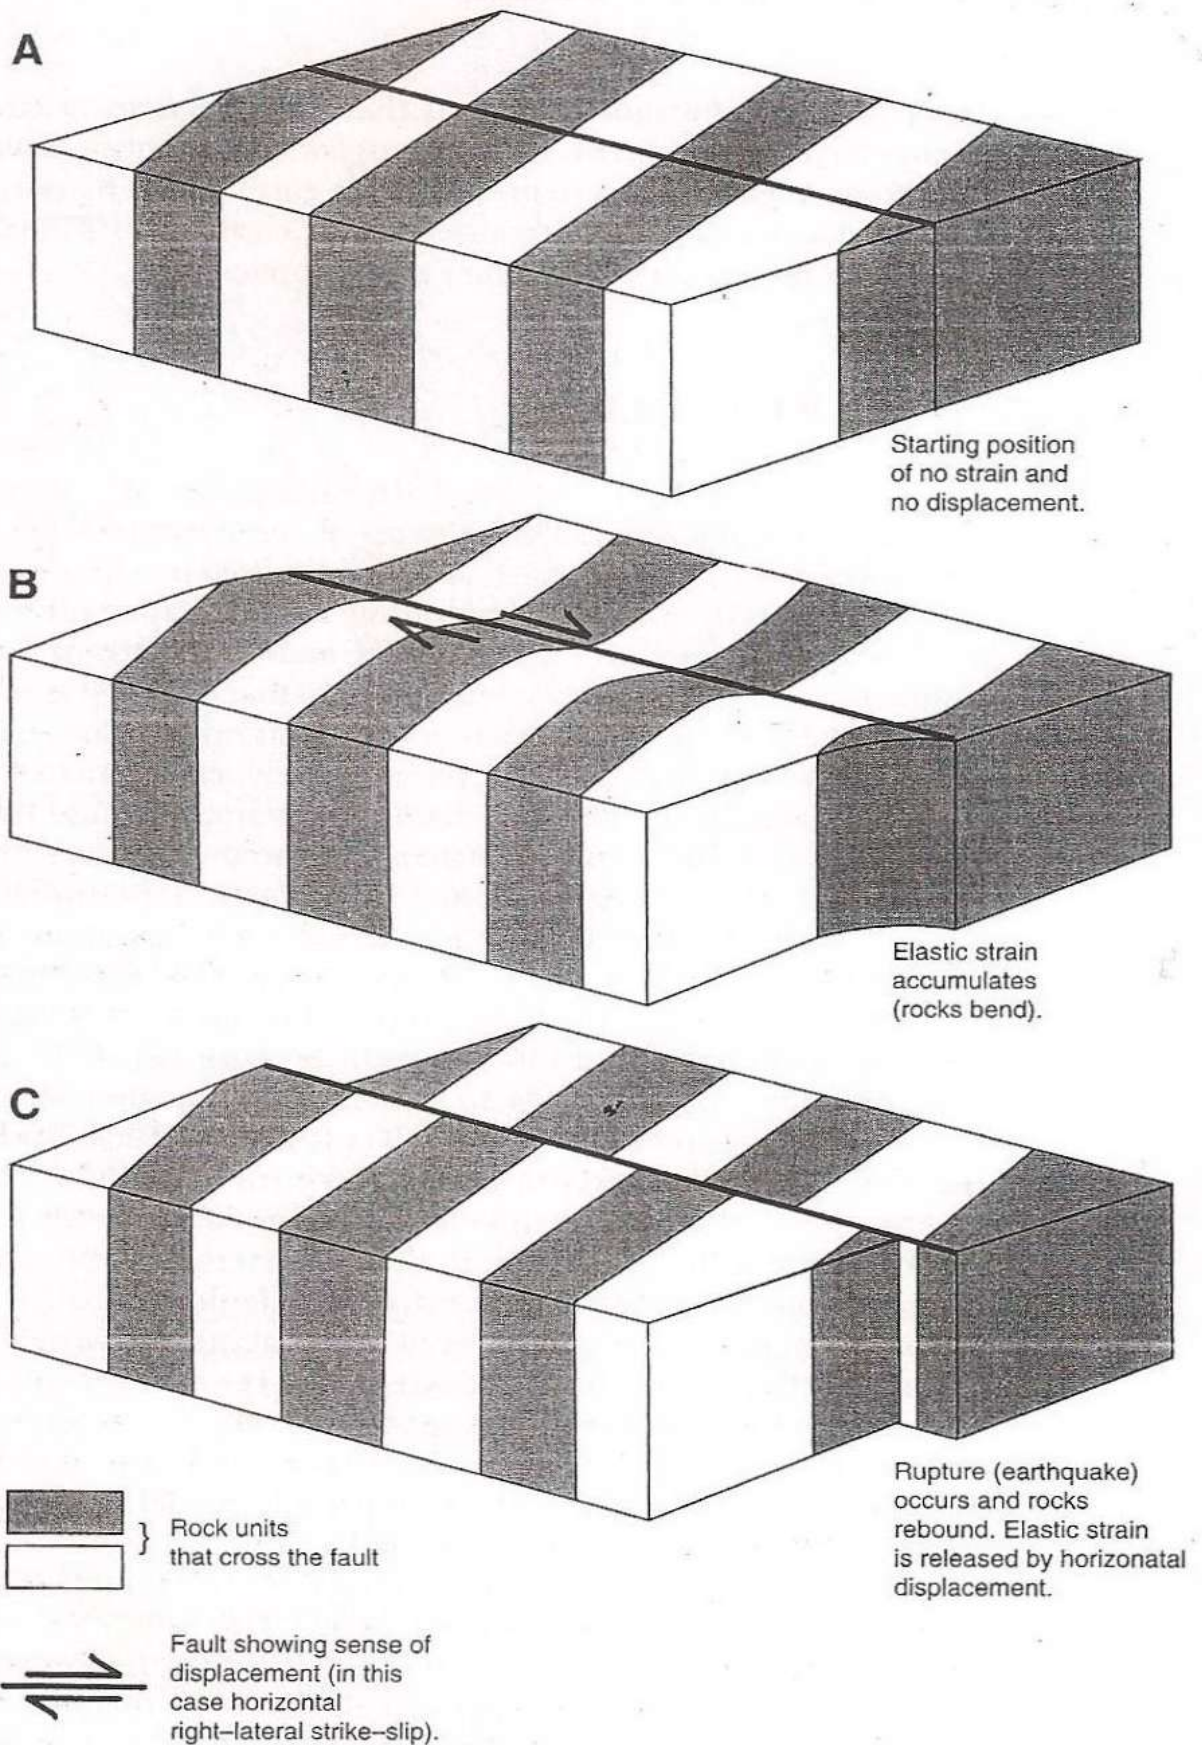 A
Starting position
of no strain and
no displacement.
B
Elastic strain
accumulates
(rocks bend).
C
Rupture (earthquake)
occurs and rocks
rebound. Elastic strain
is released by horizonatal
displacement.
} Rock units
that cross the fault
Fault showing sense of
displacement (in this
case horizontal
right–lateral strike–slip).